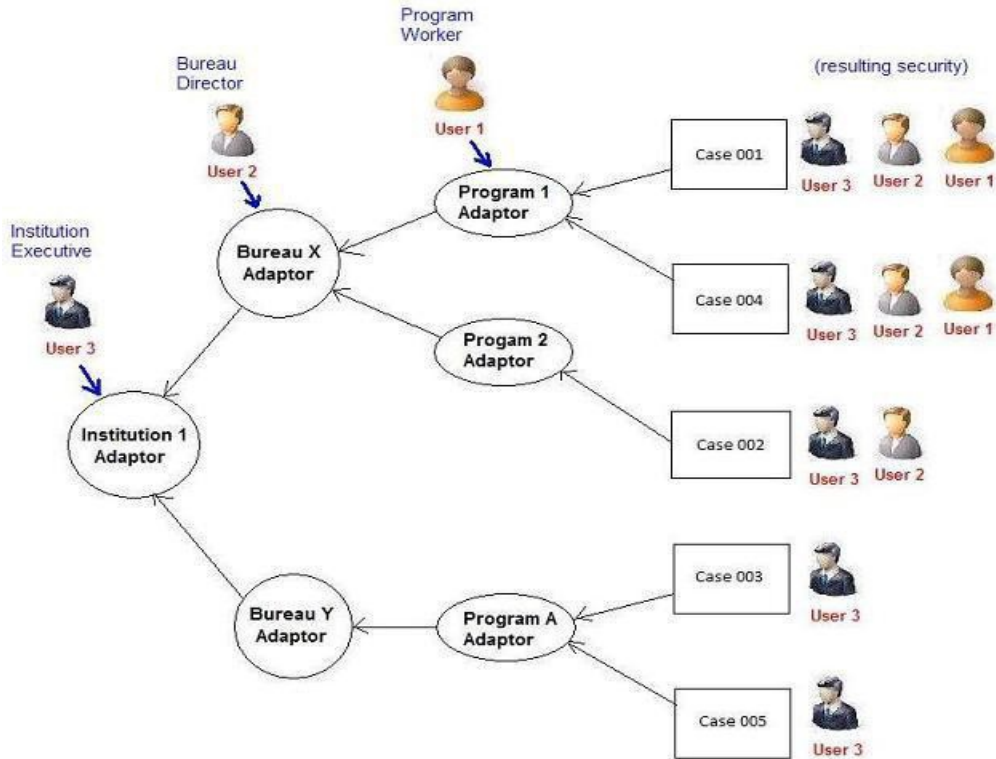 Program
Worker
Bureau
Director
(resulting security)
User 1
User 2
Case 001
User 3
User 2
User 1
Program 1
Adaptor
Institution
Executive
Bureau X
Adaptor
Case 004
User 3
User 2
User 1
User 3
Progam 2
Adaptor
Institution 1
Adaptor
Case 002
User 3
User 2
Case 003
User 3
Bureau Y
Adaptor
Program A
Adaptor
Case 005
User 3